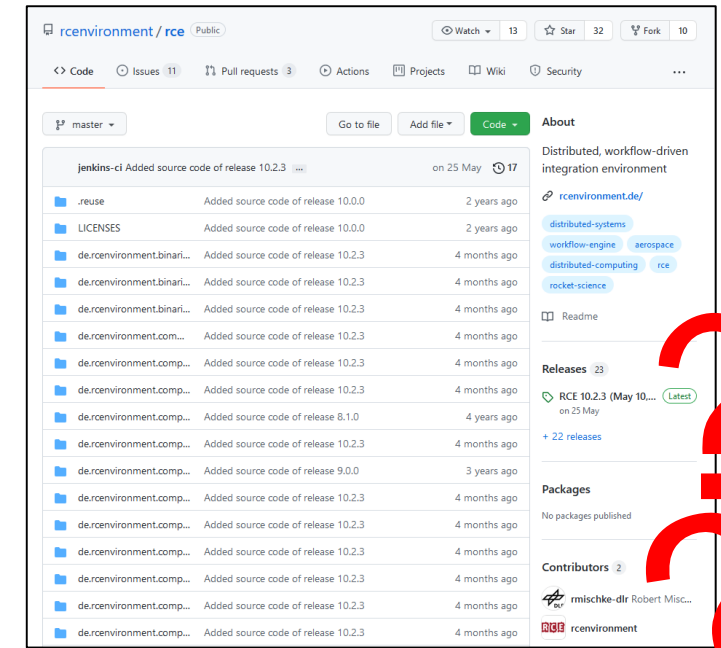 rcenvironment / rce Public
Watch 13 Star 32 Fork 10
Code Issues 11 Pull requests 3 Actions Projects Wiki Security ...
master Go to file Add file Code
jenkins-ci Added source code of release 10.2.3 ... on 25 May 17
.reuse Added source code of release 10.0.0 2 years ago
LICENSES Added source code of release 10.0.0 2 years ago
de.rcenvironment.binari... Added source code of release 10.2.3 4 months ago
de.rcenvironment.binari... Added source code of release 10.2.3 4 months ago
de.rcenvironment.binari... Added source code of release 10.2.3 4 months ago
de.rcenvironment.com... Added source code of release 10.2.3 4 months ago
de.rcenvironment.comp... Added source code of release 10.2.3 4 months ago
de.rcenvironment.comp... Added source code of release 10.2.3 4 months ago
de.rcenvironment.comp... Added source code of release 8.1.0 4 years ago
de.rcenvironment.comp... Added source code of release 10.2.3 4 months ago
de.rcenvironment.comp... Added source code of release 9.0.0 3 years ago
de.rcenvironment.comp... Added source code of release 10.2.3 4 months ago
de.rcenvironment.comp... Added source code of release 10.2.3 4 months ago
de.rcenvironment.comp... Added source code of release 10.2.3 4 months ago
de.rcenvironment.comp... Added source code of release 10.2.3 4 months ago
de.rcenvironment.comp... Added source code of release 10.2.3 4 months ago
de.rcenvironment.comp... Added source code of release 10.2.3 4 months ago
About
Distributed, workflow-driven
integration environment
rcenvironment.de/
distributed-systems
workflow-engine aerospace
distributed-computing rce
rocket-science
Readme
Releases 23
RCE 10.2.3 (May 10,... Latest
on 25 May
+ 22 releases
Packages
No packages published
Contributors 2
DLR rmischke-dlr Robert Misc...
RCE rcenvironment